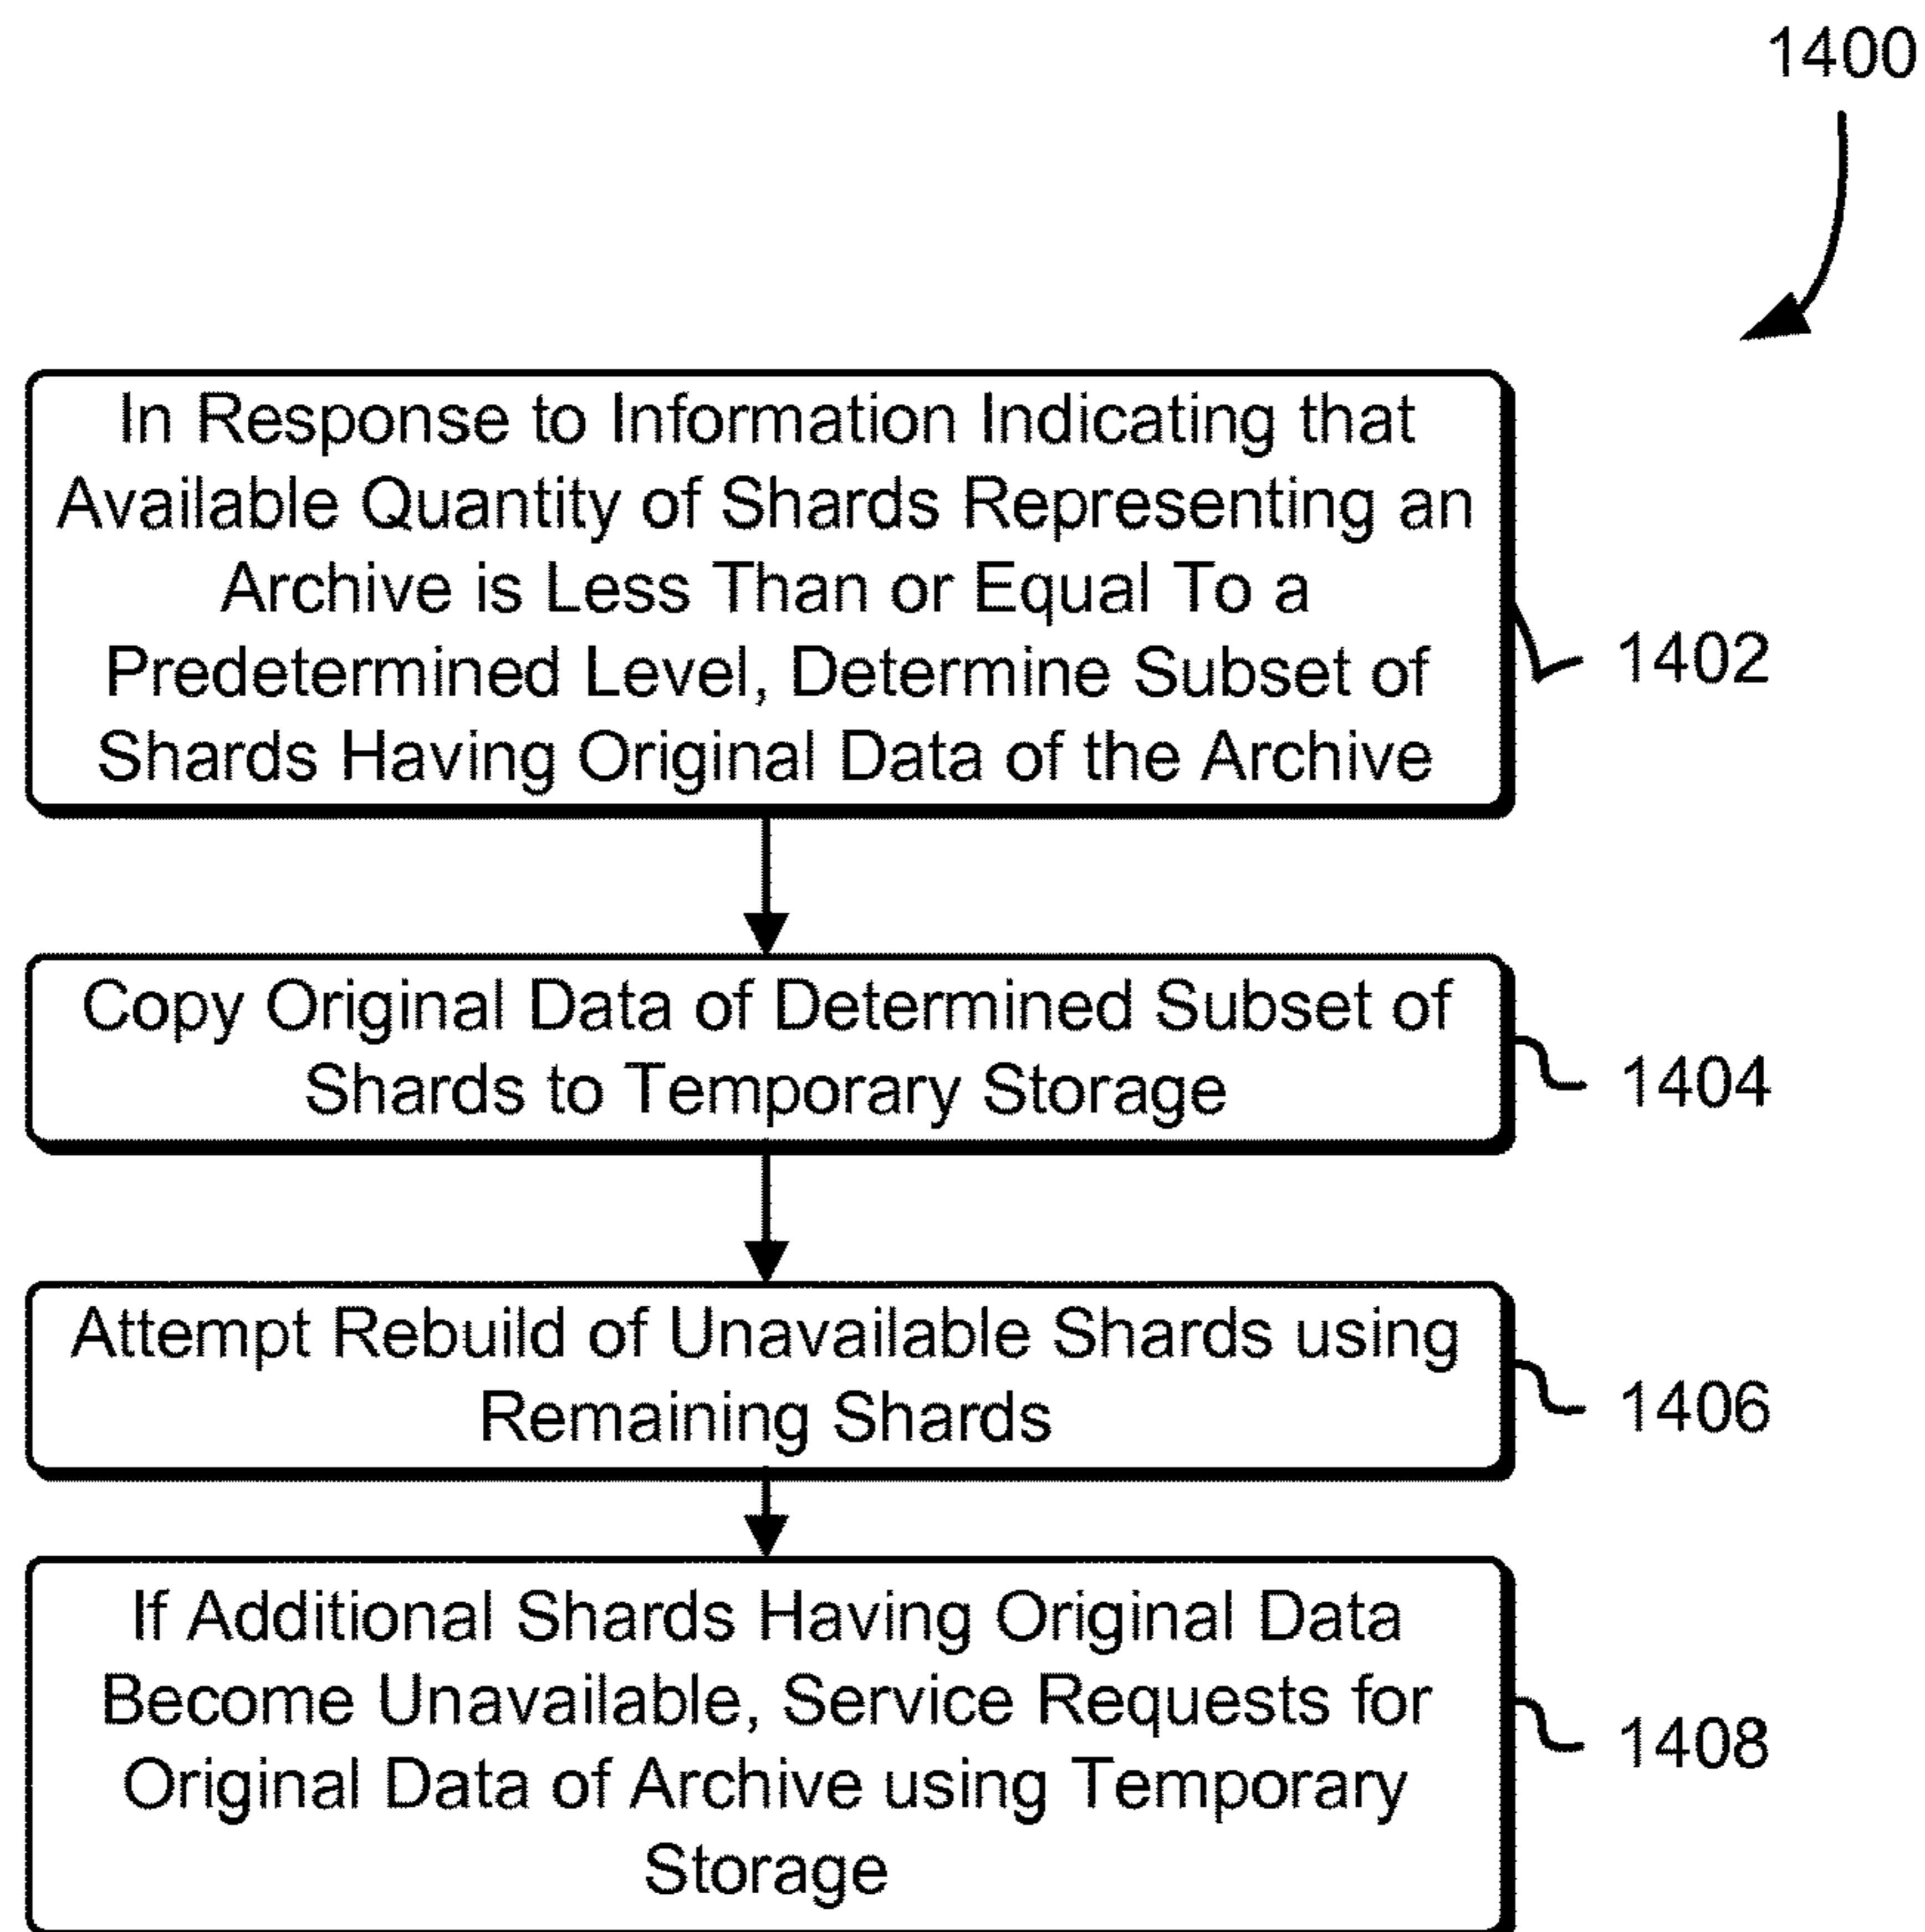 1400
In Response to Information Indicating that
Available Quantity of Shards Representing an
Archive is Less Than or Equal To a
Predetermined Level, Determine Subset of
Shards Having Original Data of the Archive
1402
Copy Original Data of Determined Subset of
Shards to Temporary Storage
1404
Attempt Rebuild of Unavailable Shards using
Remaining Shards
1406
If Additional Shards Having Original Data
Become Unavailable, Service Requests for
Original Data of Archive using Temporary
Storage
1408